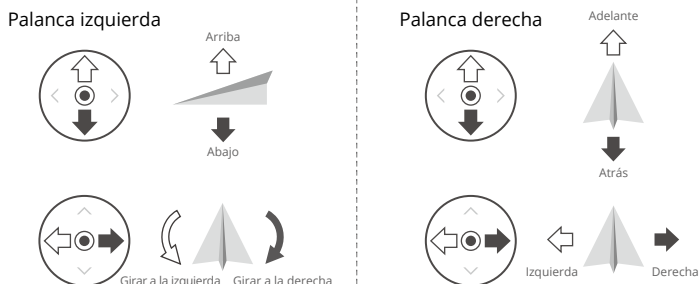 Palanca izquierda
Arriba
Abajo
Girar a la izquierda
Girar a la derecha
Palanca derecha
Adelante
Atrás
Izquierda
Derecha